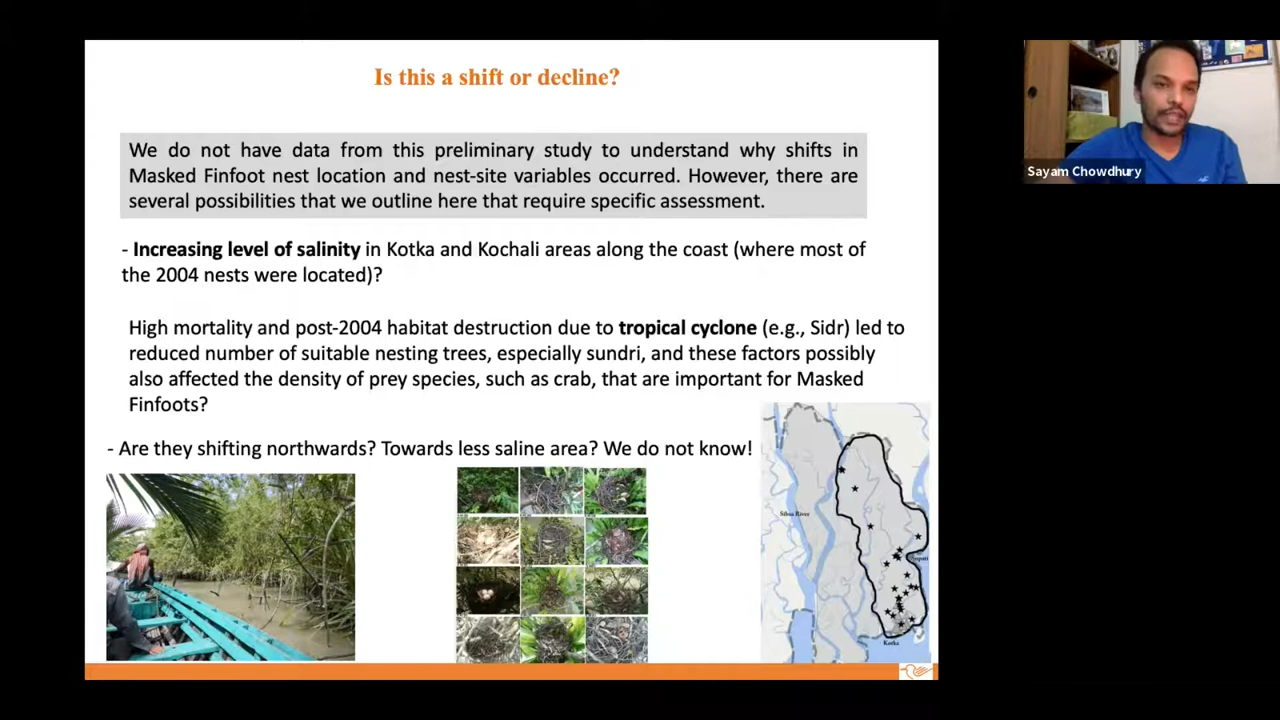 Is this a shift or decline?
We do not have data from this preliminary study to understand why shifts in
Masked Finfoot nest location and nest-site variables occurred. However, there are
several possibilities that we outline here that require specific assessment.
- Increasing level of salinity in Kotka and Kochali areas along the coast (where most of
the 2004 nests were located)?
High mortality and post-2004 habitat destruction due to tropical cyclone (e.g., Sidr) led to
reduced number of suitable nesting trees, especially sundri, and these factors possibly
also affected the density of prey species, such as crab, that are important for Masked
Finfoots?
- Are they shifting northwards? Towards less saline area? We do not know!
Sibsa River
Kotka
Sayam Chowdhury